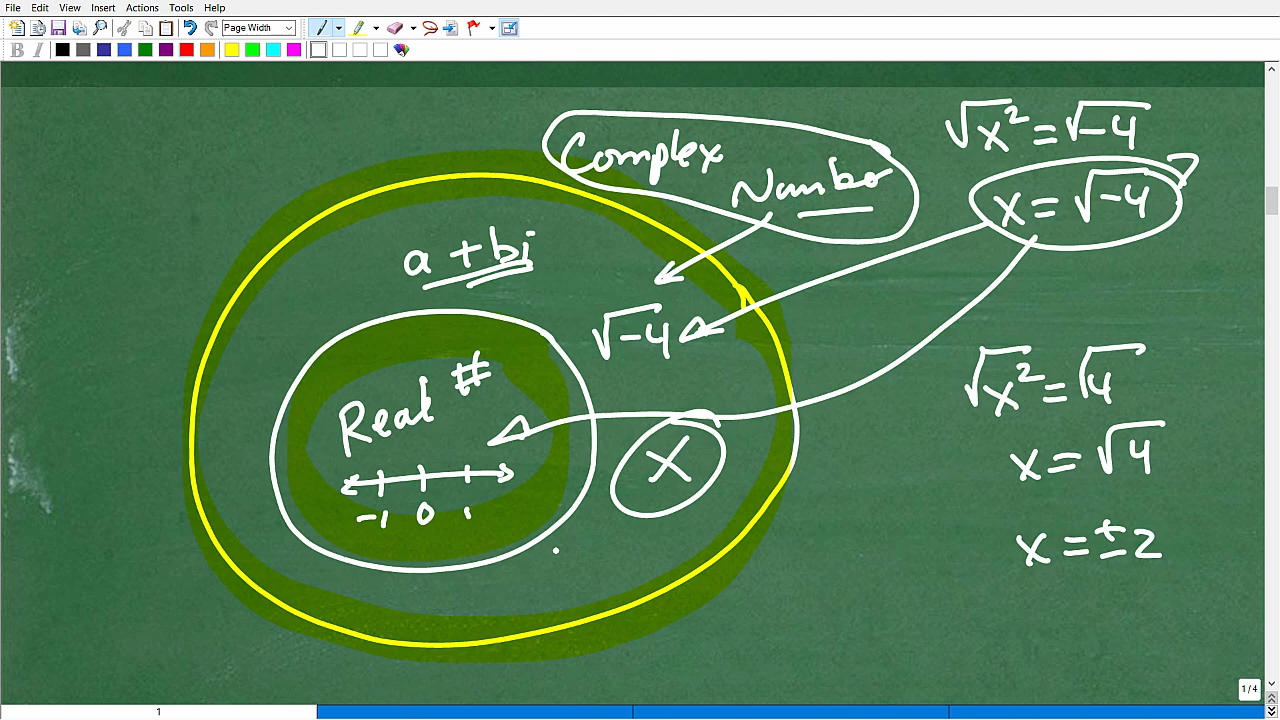 File Edit View Insert Actions Tools Help
Page Width
B I
Complex
Number
a + bi
√-4
Real #
-1 0 1
X
√x² = √-4
x = √-4
√x² = √4
x = √4
x = ±2
1/4
1